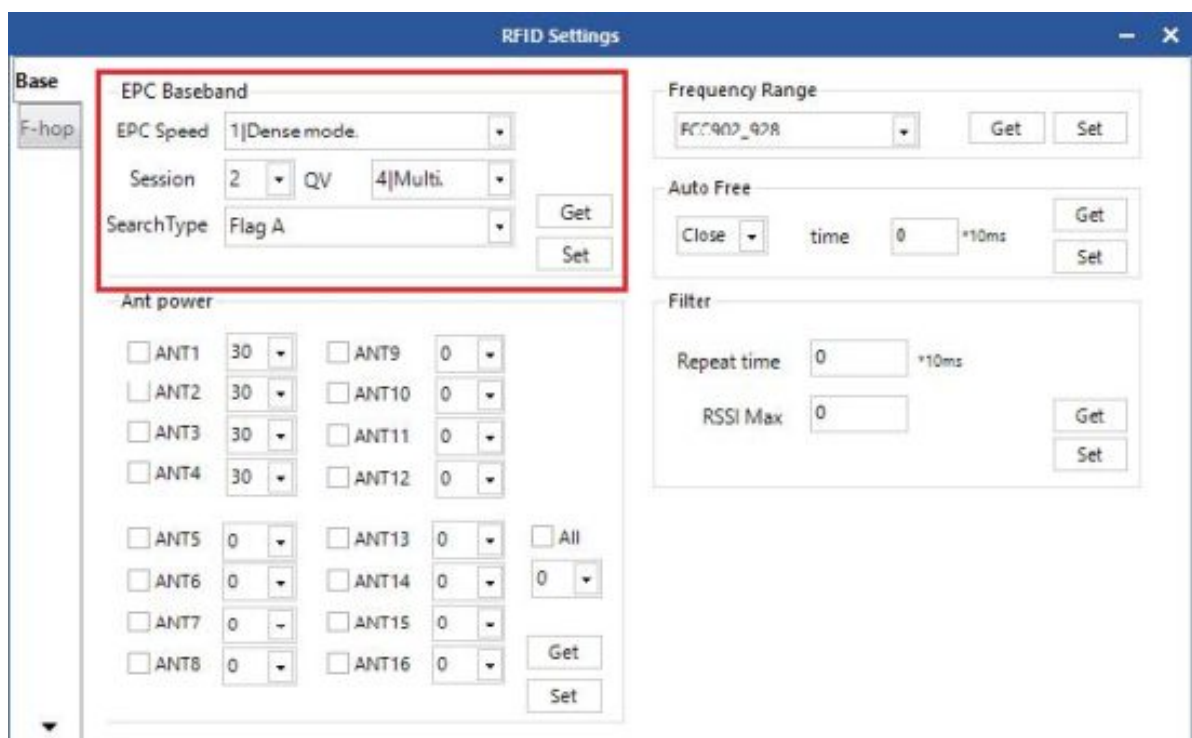 RFID Settings
Base
F-hop
EPC Baseband
EPC Speed 1|Dense mode.
Session 2 QV 4|Multi.
SearchType Flag A
Get
Set
Ant power
ANT1 30 ANT9 0
ANT2 30 ANT10 0
ANT3 30 ANT11 0
ANT4 30 ANT12 0
ANT5 0 ANT13 0 All
ANT6 0 ANT14 0 0
ANT7 0 ANT15 0
ANT8 0 ANT16 0
Get
Set
Frequency Range
FCC902_928 Get Set
Auto Free
Close time 0 *10ms
Get
Set
Filter
Repeat time 0 *10ms
RSSI Max 0
Get
Set